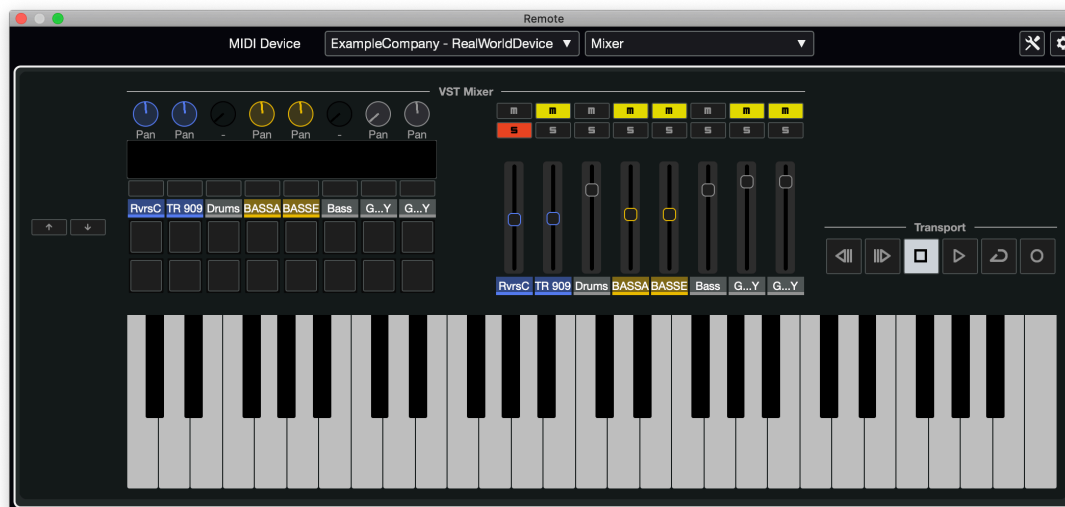 Remote
MIDI Device ExampleCompany - RealWorldDevice ▼ Mixer ▼
VST Mixer
Pan Pan - Pan Pan - Pan Pan
m m m m m m m m
S S S S S S S S
RvrsC TR 909 Drums BASSA BASSE Bass G...Y G...Y
Transport
RvrsC TR 909 Drums BASSA BASSE Bass G...Y G...Y